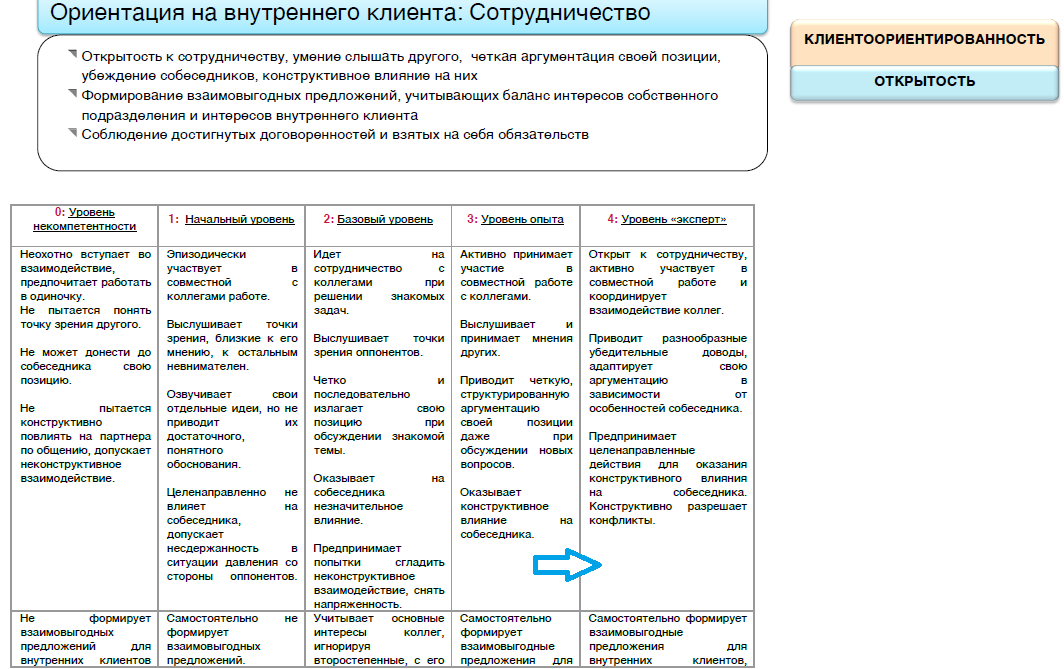 Ориентация на внутреннего клиента: Сотрудничество
Открытость к сотрудничеству, умение слышать другого, четкая аргументация своей позиции,
убеждение собеседников, конструктивное влияние на них
Формирование взаимовыгодных предложений, учитывающих баланс интересов собственного
подразделения и интересов внутреннего клиента
Соблюдение достигнутых договоренностей и взятых на себя обязательств
КЛИЕНТООРИЕНТИРОВАННОСТЬ
ОТКРЫТОСТЬ
0: Уровень
некомпетентности
Неохотно вступает во
взаимодействие,
предпочитает работать
в одиночку.
Не пытается понять
точку зрения другого.
Не может донести до
собеседника свою
позицию.
Не пытается
конструктивно
повлиять на партнера
по общению, допускает
неконструктивное
взаимодействие.
Не формирует
взаимовыгодных
предложений для
внутренних клиентов
1: Начальный уровень
Эпизодически
участвует в
совместной с
коллегами работе.
Выслушивает точки
зрения, близкие к его
мнению, к остальным
невнимателен.
Озвучивает свои
отдельные идеи, но не
приводит их
достаточного,
понятного
обоснования.
Целенаправленно не
влияет на
собеседника,
допускает
несдержанность в
ситуации давления со
стороны оппонентов.
Самостоятельно не
формирует
взаимовыгодных
предложений.
2: Базовый уровень
Идет на
сотрудничество с
коллегами при
решении знакомых
задач.
Выслушивает точки
зрения оппонентов.
Четко и
последовательно
излагает свою
позицию при
обсуждении знакомой
темы.
Оказывает на
собеседника
незначительное
влияние.
Предпринимает
попытки сгладить
неконструктивное
взаимодействие, снять
напряженность.
Учитывает основные
интересы коллег,
игнорируя
второстепенные, с его
3: Уровень опыта
Активно принимает
участие в
совместной работе
с коллегами.
Выслушивает и
принимает мнения
других.
Приводит четкую,
структурированную
аргументацию
своей позиции
даже при
обсуждении новых
вопросов.
Оказывает
конструктивное
влияние на
собеседника.
Самостоятельно
формирует
взаимовыгодные
предложения для
4: Уровень «эксперт»
Открыт к сотрудничеству,
активно участвует в
совместной работе и
координирует
взаимодействие коллег.
Приводит разнообразные
убедительные доводы,
адаптирует свою
аргументацию в
зависимости от
особенностей собеседника.
Предпринимает
целенаправленные
действия для оказания
конструктивного влияния
на собеседника.
Конструктивно разрешает
конфликты.
Самостоятельно формирует
взаимовыгодные
предложения для
внутренних клиентов,